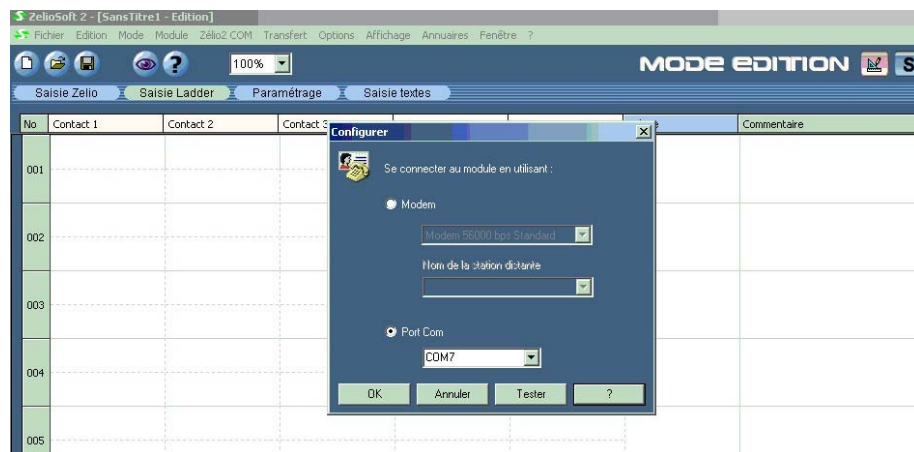 ZelioSoft 2 - [SansTitre1 - Edition]
Fichier Edition Mode Module Zélio2 COM Transfert Options Affichage Annuaires Fenêtre ?
100% MODE EDITION
Saisie Zelio Saisie Ladder Paramétrage Saisie textes
No Contact 1 Contact 2 Contact Commentaire
Configurer
Se connecter au module en utilisant :
001
Modem
002 Modem 56000 bps Standard
Nom de la station distante
003
Port Com
COM7
004
OK Annuler Tester ?
005